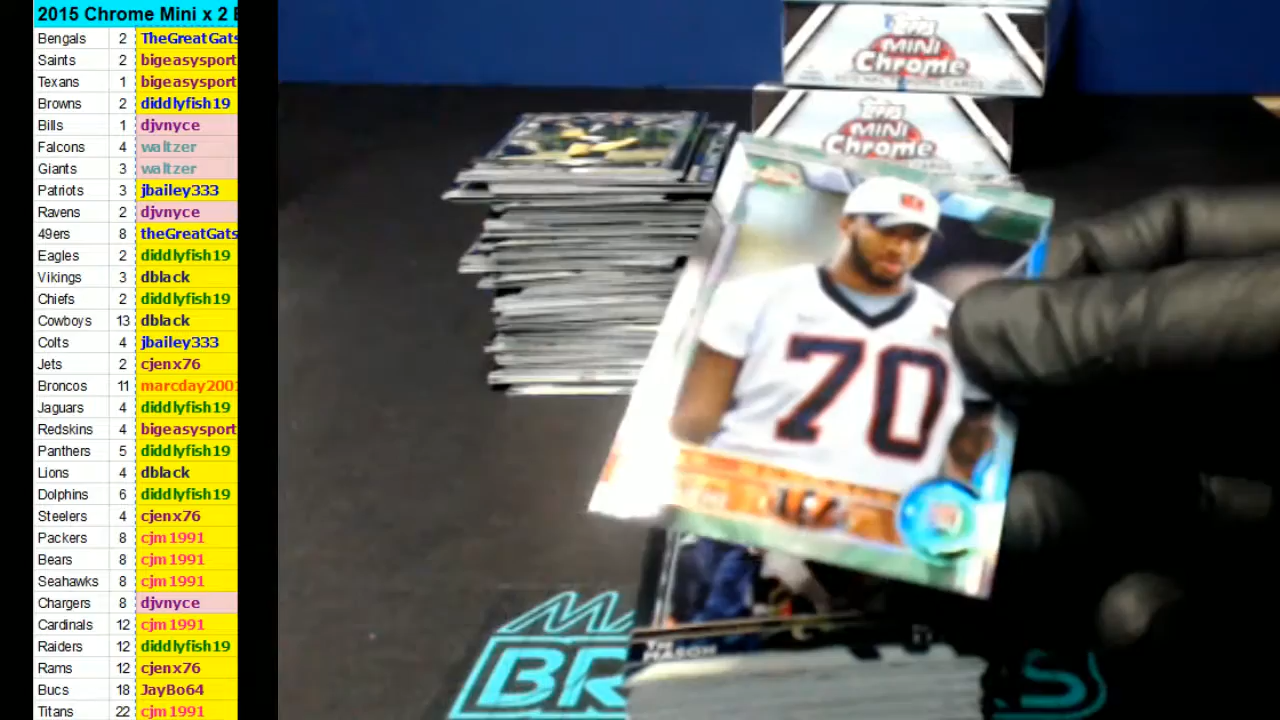 2015 Chrome Mini x 2 B
Bengals 2 TheGreatGats
Saints 2 bigeasysport
Texans 1 bigeasysport
Browns 2 diddlyfish19
Bills 1 djvnyce
Falcons 4 waltzer
Giants 3 waltzer
Patriots 3 jbailey333
Ravens 2 djvnyce
49ers 8 theGreatGats
Eagles 2 diddlyfish19
Vikings 3 dblack
Chiefs 2 diddlyfish19
Cowboys 13 dblack
Colts 4 jbailey333
Jets 2 cjenx76
Broncos 11 marcday200
Jaguars 4 diddlyfish19
Redskins 4 bigeasysport
Panthers 5 diddlyfish19
Lions 4 dblack
Dolphins 6 diddlyfish19
Steelers 4 cjenx76
Packers 8 cjm1991
Bears 8 cjm1991
Seahawks 8 cjm1991
Chargers 8 djvnyce
Cardinals 12 cjm1991
Raiders 12 diddlyfish19
Rams 12 cjenx76
Bucs 18 JayBo64
Titans 22 cjm1991
Topps
MINI
Chrome
Topps
MINI
Chrome
CARDS
70
MASON
BR
S